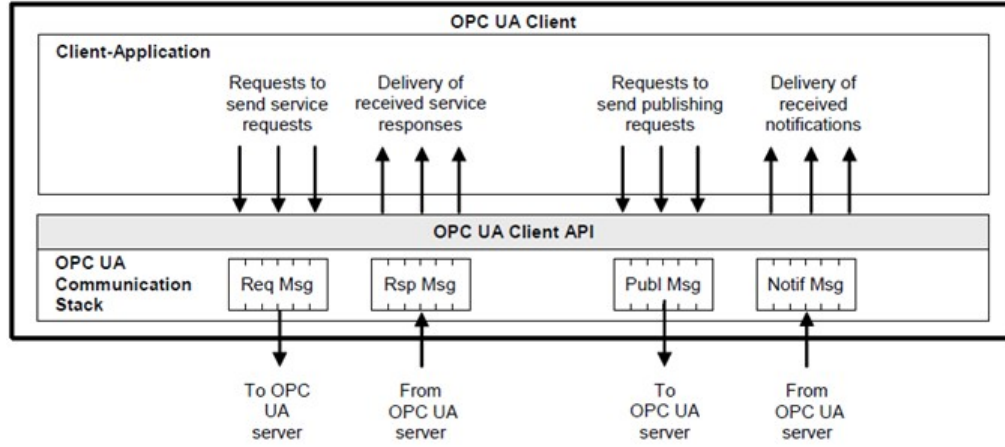 OPC UA Client
Client-Application
Requests to
send service
requests
Delivery of
received service
responses
Requests to
send publishing
requests
Delivery of
received
notifications
OPC UA Client API
OPC UA
Communication
Stack
Req Msg
Rsp Msg
Publ Msg
Notif Msg
To OPC
UA
server
From
OPC UA
server
To
OPC UA
server
From
OPC UA
server